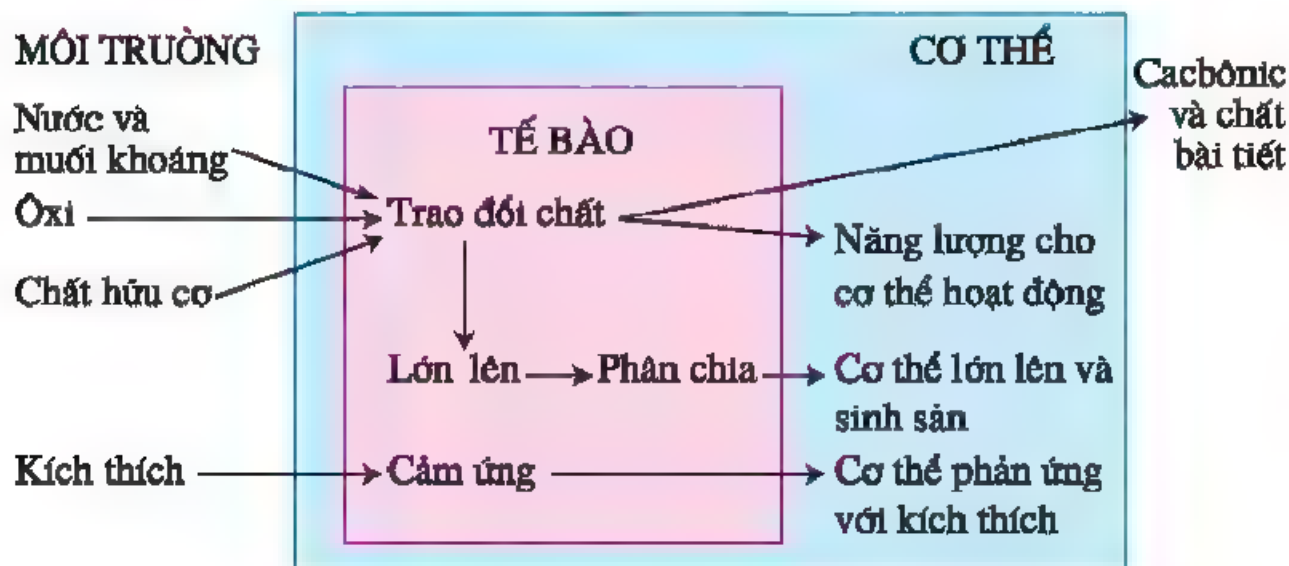 MÔI TRƯỜNG
CƠ THỂ
Nước và
muối khoáng
Ôxi
Chất hữu cơ
Kích thích
TẾ BÀO
Trao đổi chất
Lớn lên
Phân chia
Cảm ứng
Cacbônic
và chất
bài tiết
Năng lượng cho
cơ thể hoạt động
Cơ thể lớn lên và
sinh sản
Cơ thể phản ứng
với kích thích